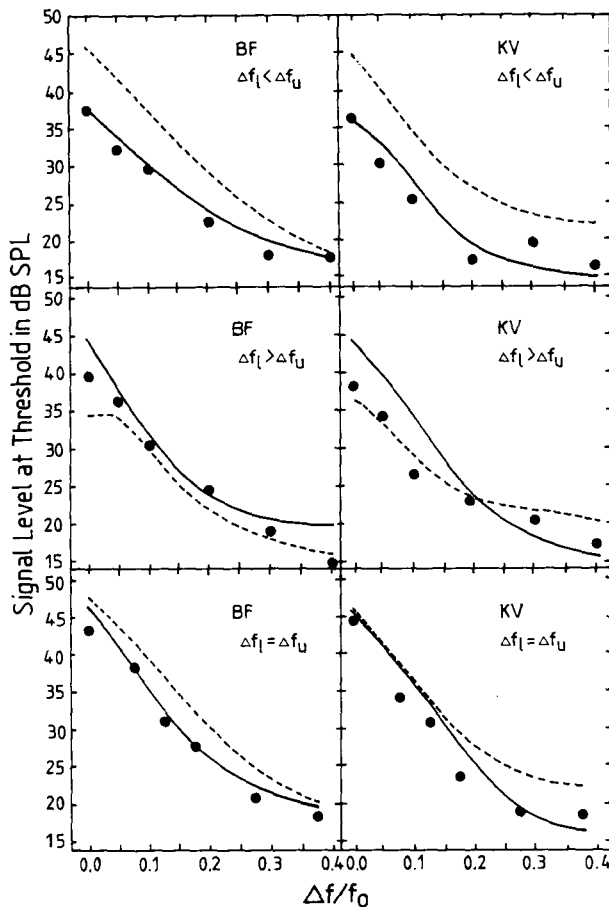 50
45
40
35
30
25
20
15
BF
Δf_l < Δf_u
KV
Δf_l < Δf_u
45
40
35
30
25
20
15
BF
Δf_l > Δf_u
KV
Δf_l > Δf_u
50
45
40
35
30
25
20
15
BF
Δf_l = Δf_u
KV
Δf_l = Δf_u
0.0 0.1 0.2 0.3 0.4 0.0 0.1 0.2 0.3 0.4
Signal Level at Threshold in dB SPL
Δf/f_0